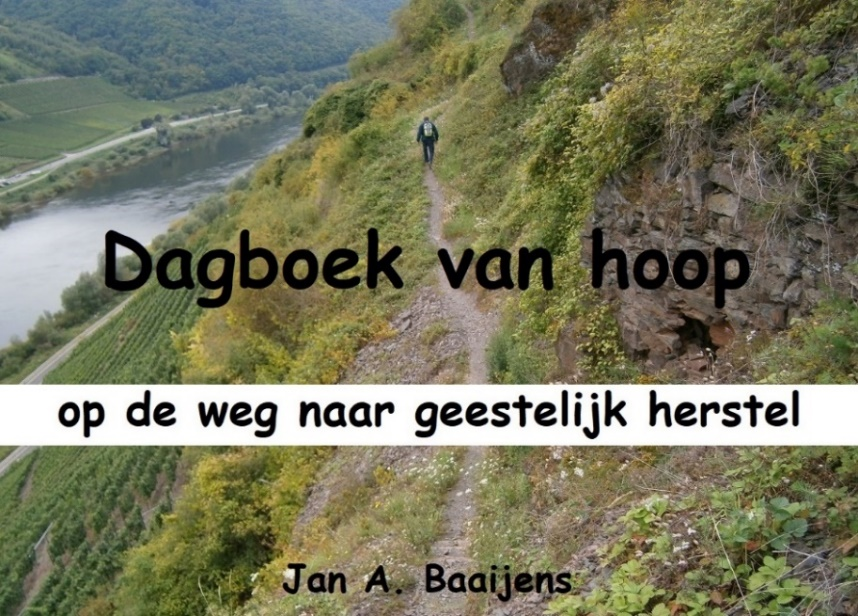 Dagboek van hoop
op de weg naar geestelijk herstel
Jan A. Baaijens